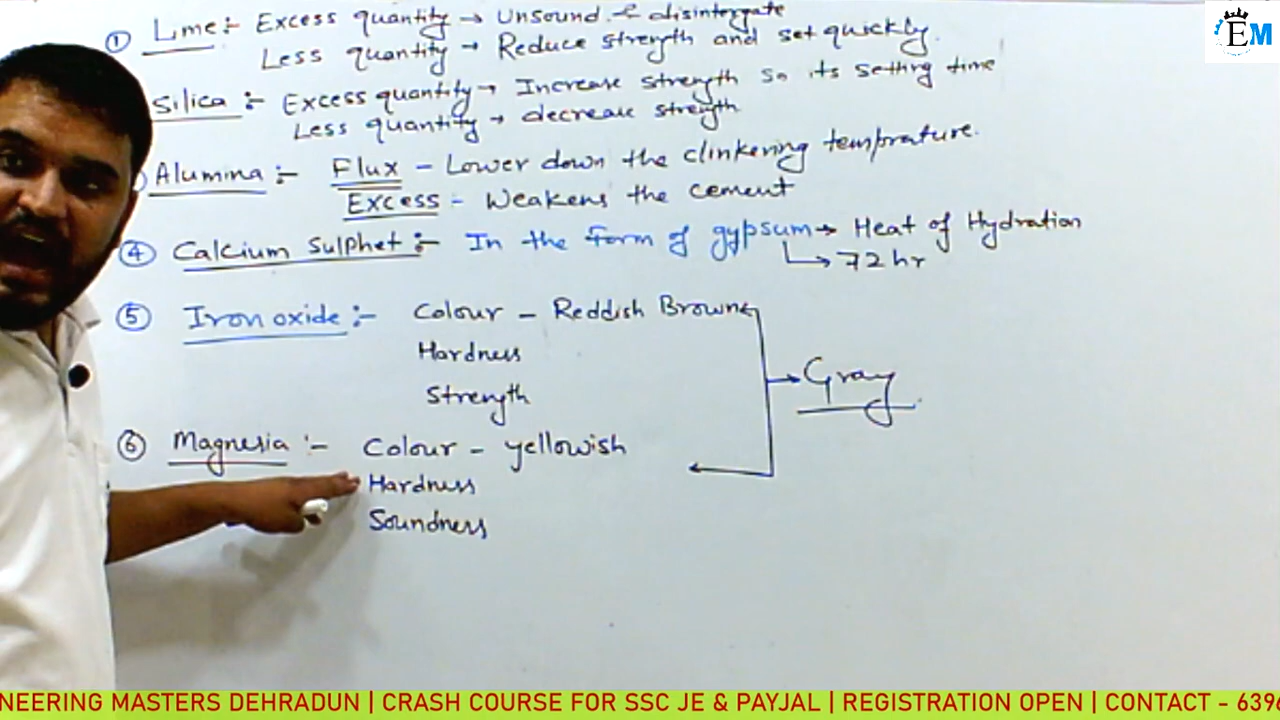 ① Lime :- Excess quantity → Unsound & disintergate
Less quantity → Reduce strength and set quickly.
Silica :- Excess quantity → Increase strength so its setting time
Less quantity → decrease strength
Alumina :- Flux - Lower down the clinkering temprature.
Excess - Weakens the cement
④ Calcium Sulphet :- In the form of gypsum → Heat of Hydration
→ 72 hr
⑤ Iron oxide :- Colour - Reddish Brown
Hardness
Strength
→ Gray
⑥ Magnesia :- Colour - yellowish
Hardness
Soundness
EM
NEERING MASTERS DEHRADUN | CRASH COURSE FOR SSC JE & PAYJAL | REGISTRATION OPEN | CONTACT - 639